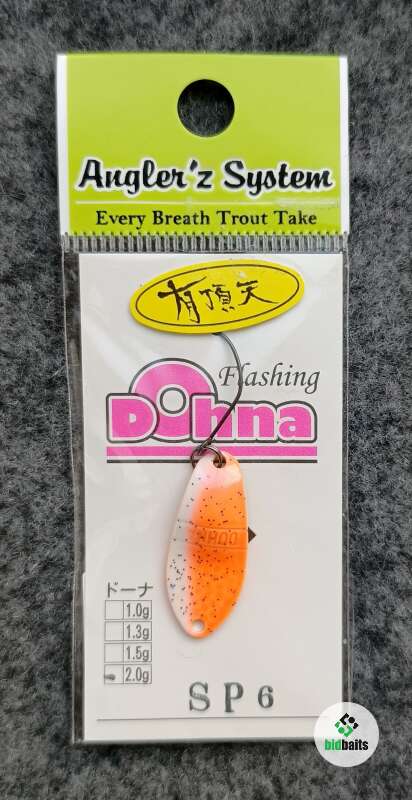 Angler'z System
Every Breath Trout Take
有頂天
Flashing
Dohna
ドーナ
1.0g
1.3g
1.5g
2.0g
SP6
bidbaits